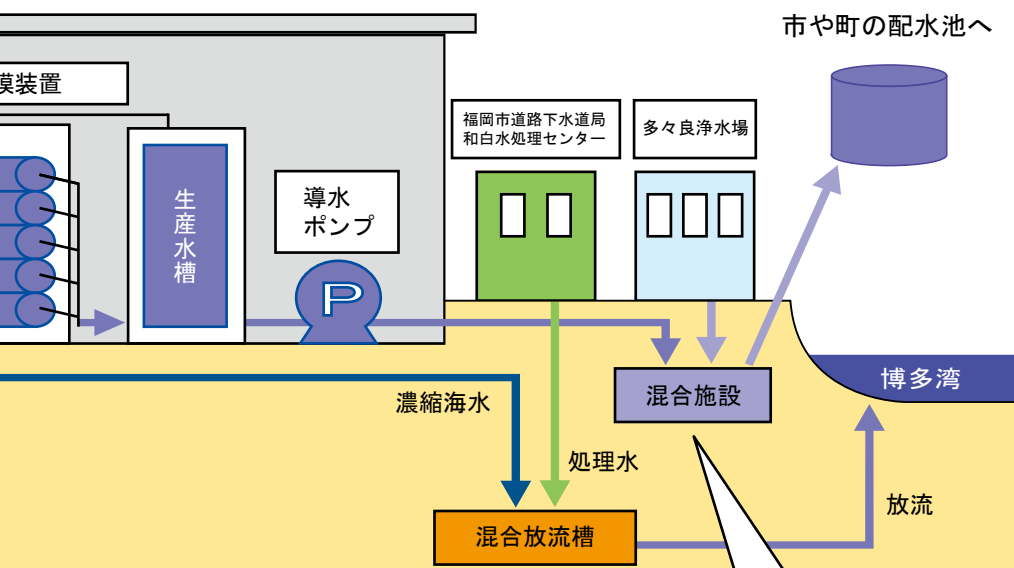 市や町の配水池へ
膜装置
福岡市道路下水道局
和白水処理センター
多々良浄水場
生産水槽
導水
ポンプ
P
混合施設
博多湾
濃縮海水
処理水
放流
混合放流槽